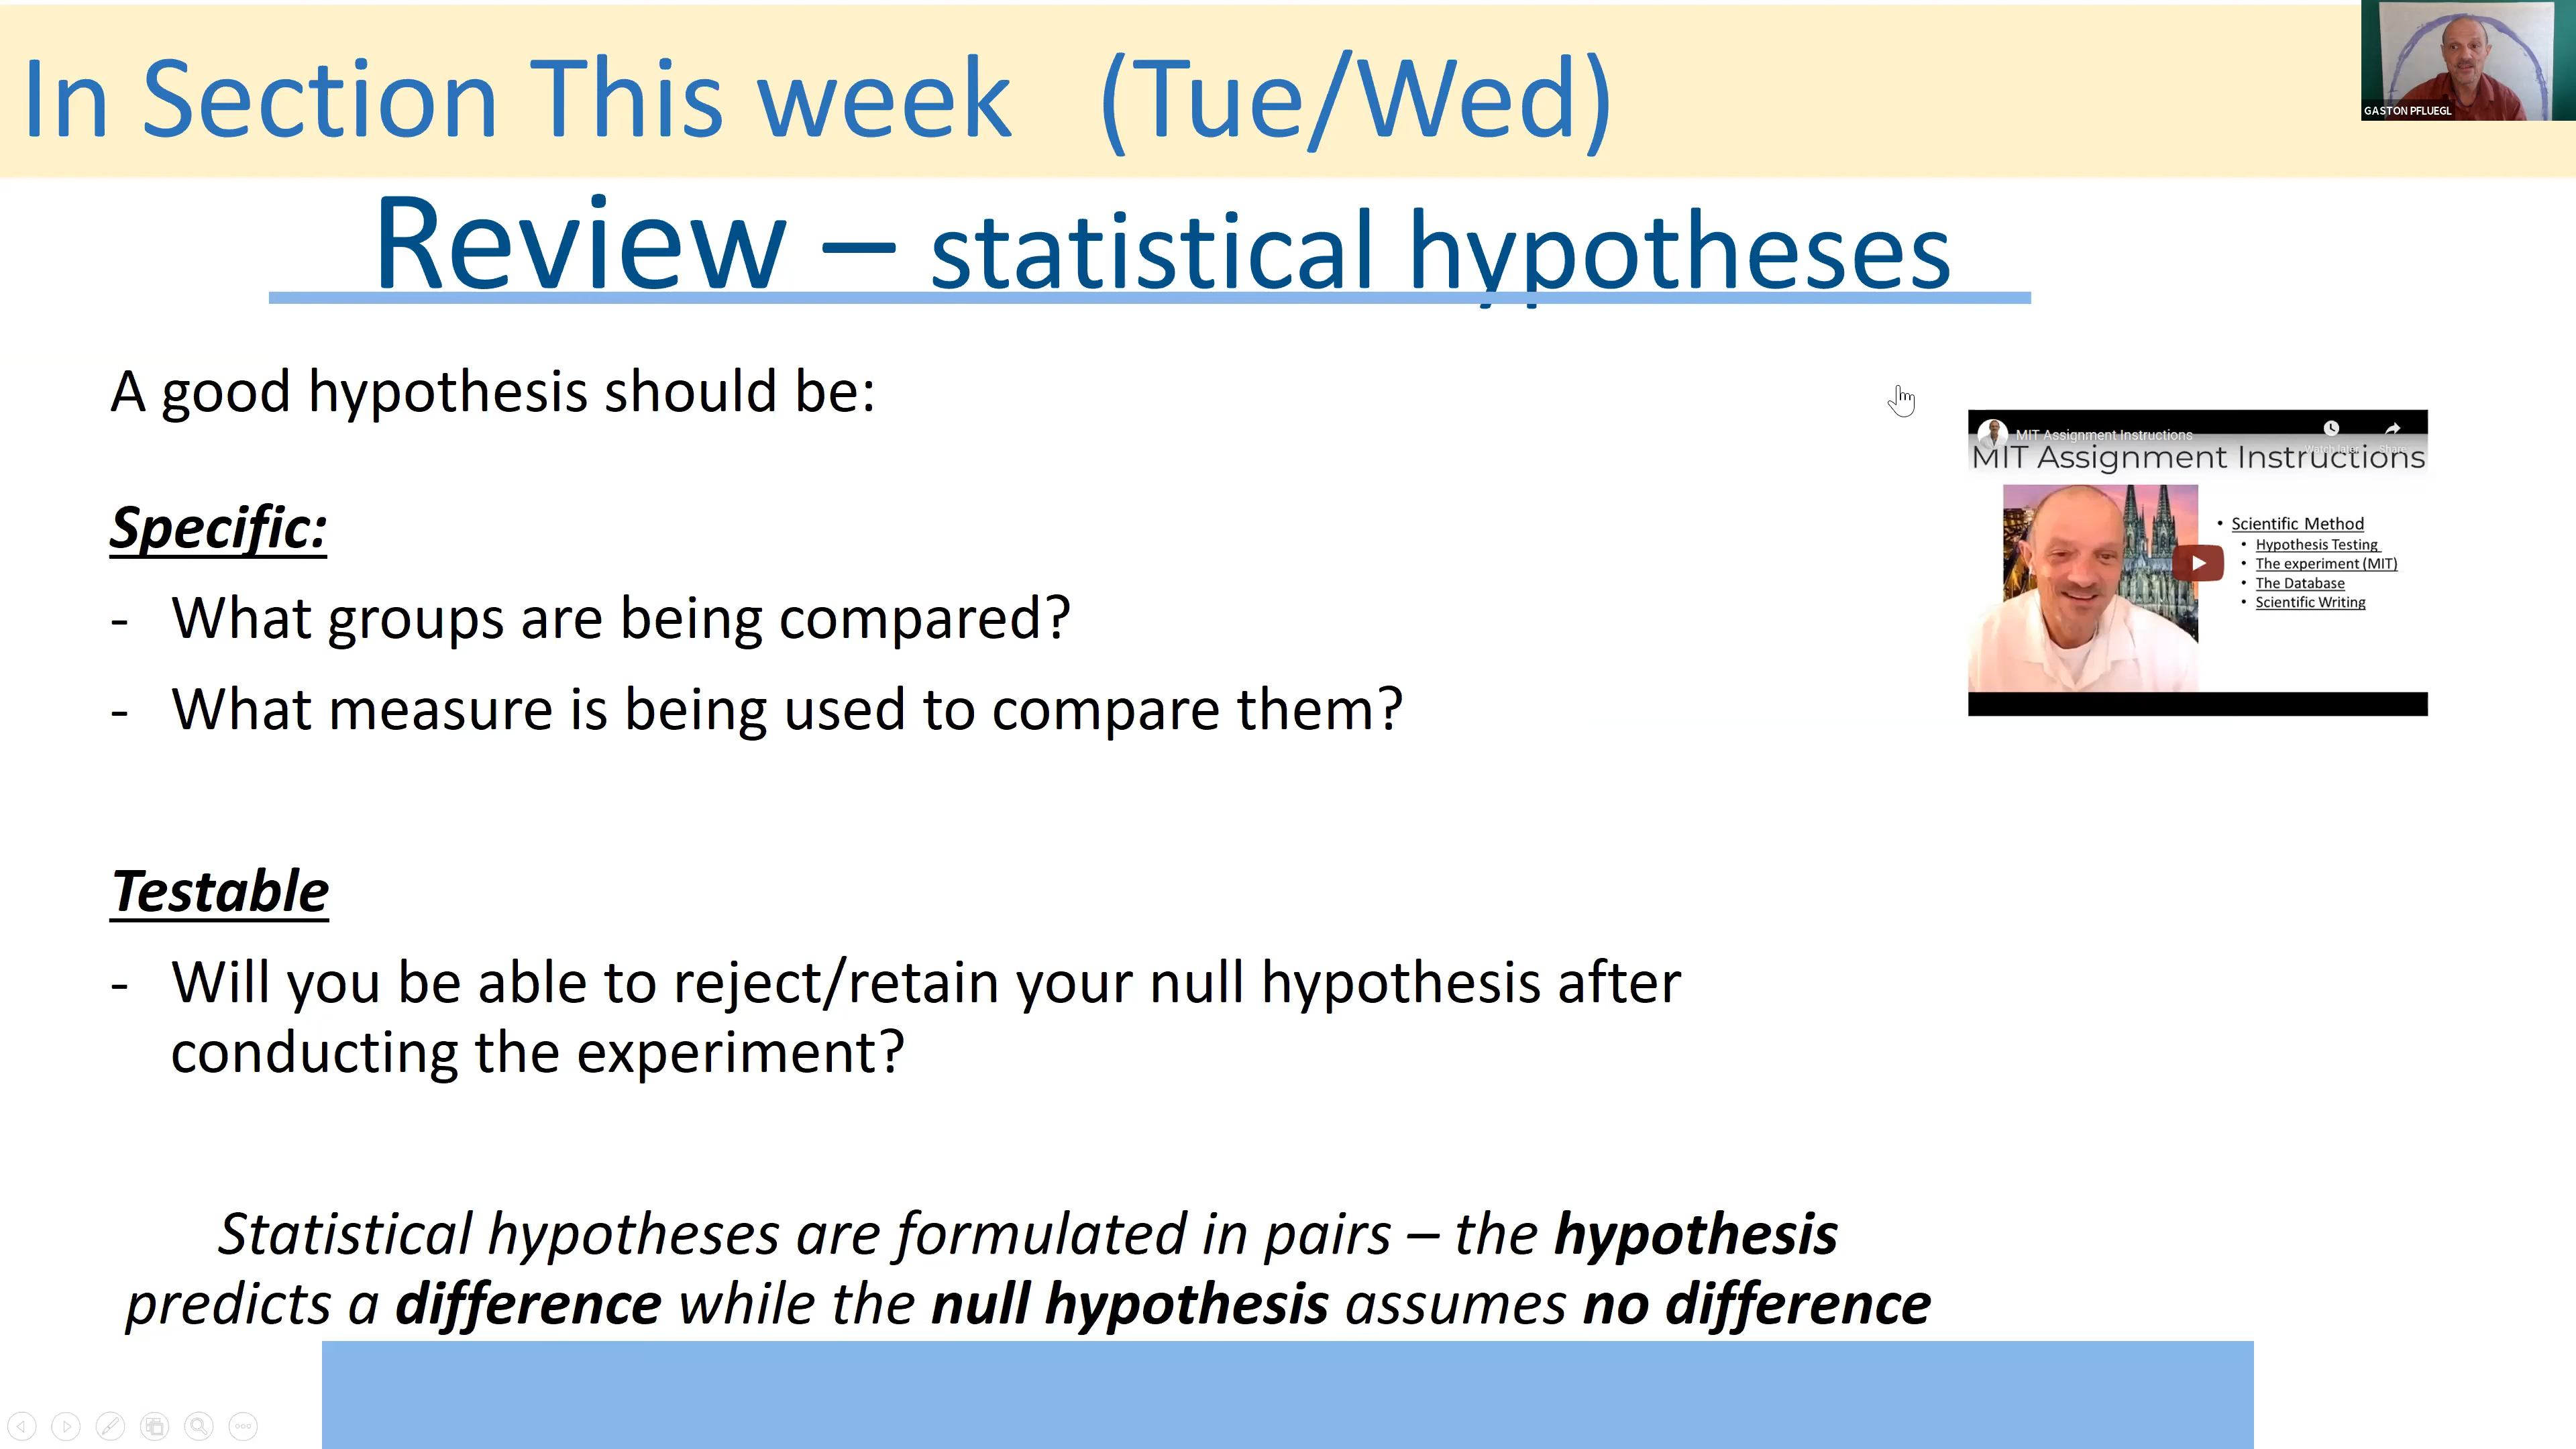 In Section This week (Tue/Wed)
GASTON PFLUEGL
Review – statistical hypotheses
A good hypothesis should be:
Specific:
- What groups are being compared?
- What measure is being used to compare them?
Testable
- Will you be able to reject/retain your null hypothesis after
conducting the experiment?
Statistical hypotheses are formulated in pairs – the hypothesis
predicts a difference while the null hypothesis assumes no difference
MIT Assignment Instructions
MIT Assignment Instructions
• Scientific Method
• Hypothesis Testing
• The experiment (MIT)
• The Database
• Scientific Writing